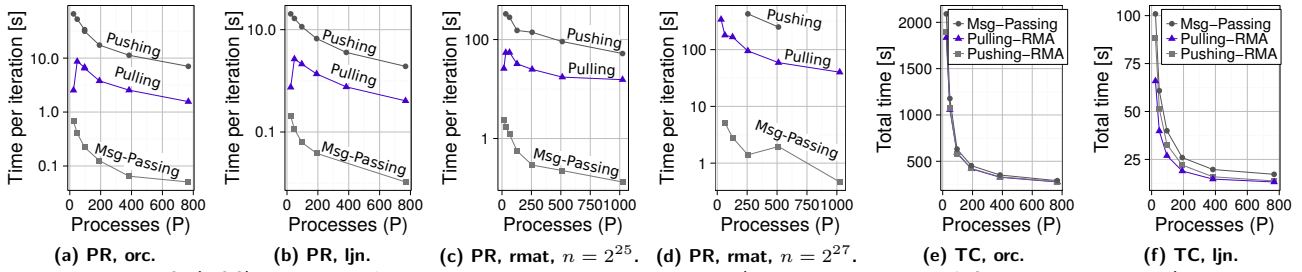 Time per iteration [s]
10.0
1.0
0.1
Pushing
Pulling
Msg-Passing
0 200 400 600 800
Processes (P)
(a) PR, orc.
Time per iteration [s]
10.0
0.1
Pushing
Pulling
Msg-Passing
0 200 400 600 800
Processes (P)
(b) PR, ljn.
Time per iteration [s]
100
1
Pushing
Pulling
Msg-Passing
0 250 500 750 1000
Processes (P)
(c) PR, rmat, n = 2^25.
Time per iteration [s]
100
10
1
Pushing
Pulling
Msg-Passing
0 250 500 750 1000
Processes (P)
(d) PR, rmat, n = 2^27.
Total time [s]
2000
1500
1000
500
Msg-Passing
Pulling-RMA
Pushing-RMA
0 200 400 600 800
Processes (P)
(e) TC, orc.
Total time [s]
100
75
50
25
Msg-Passing
Pulling-RMA
Pushing-RMA
0 200 400 600 800
Processes (P)
(f) TC, ljn.